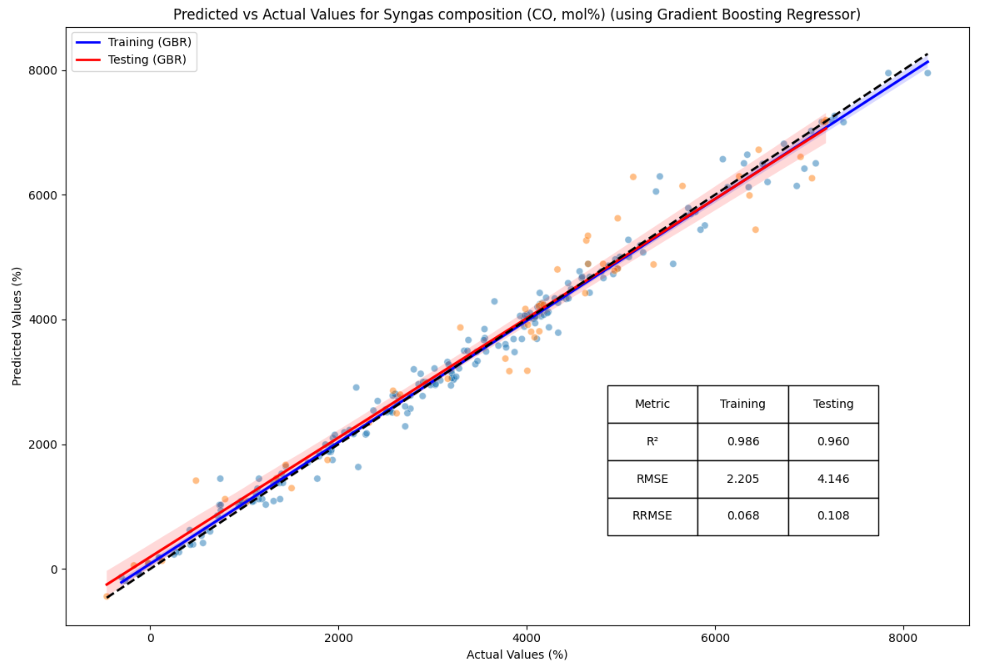 Predicted vs Actual Values for Syngas composition (CO, mol%) (using Gradient Boosting Regressor)
Training (GBR)
Testing (GBR)
8000
6000
4000
2000
0
Predicted Values (%)
Metric Training Testing
R² 0.986 0.960
RMSE 2.205 4.146
RRMSE 0.068 0.108
0 2000 4000 6000 8000
Actual Values (%)